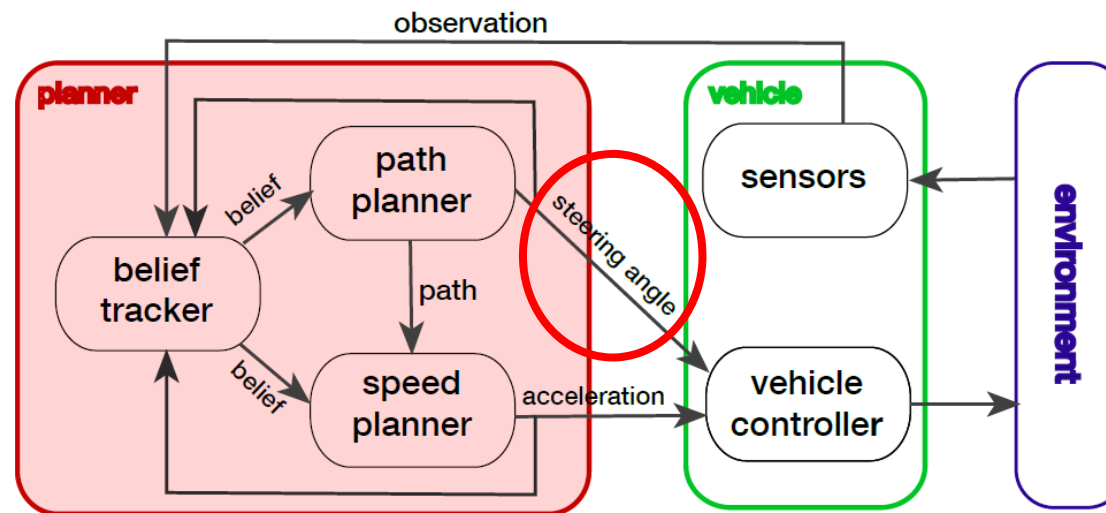 observation
planner
vehicle
path
planner
sensors
belief
steering angle
environment
belief
tracker
path
belief
speed
planner
acceleration
vehicle
controller